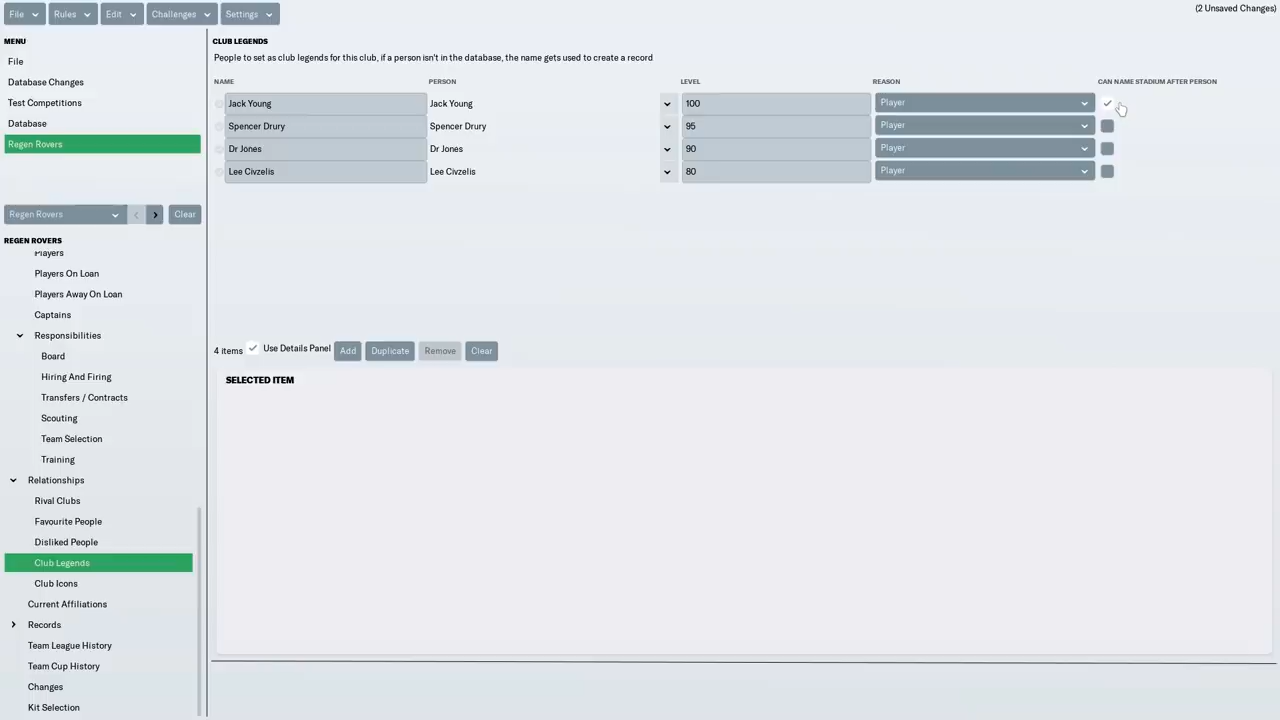 File Rules Edit Challenges Settings (2 Unsaved Changes)
MENU
File
Database Changes
Test Competitions
Database
Regen Rovers
Regen Rovers Clear
REGEN ROVERS
Players
Players On Loan
Players Away On Loan
Captains
Responsibilities
Board
Hiring And Firing
Transfers / Contracts
Scouting
Team Selection
Training
Relationships
Rival Clubs
Favourite People
Disliked People
Club Legends
Club Icons
Current Affiliations
Records
Team League History
Team Cup History
Changes
Kit Selection
CLUB LEGENDS
People to set as club legends for this club, if a person isn't in the database, the name gets used to create a record
NAME PERSON LEVEL REASON CAN NAME STADIUM AFTER PERSON
Jack Young Jack Young 100 Player
Spencer Drury Spencer Drury 95 Player
Dr Jones Dr Jones 90 Player
Lee Civzelis Lee Civzelis 80 Player
4 items Use Details Panel Add Duplicate Remove Clear
SELECTED ITEM